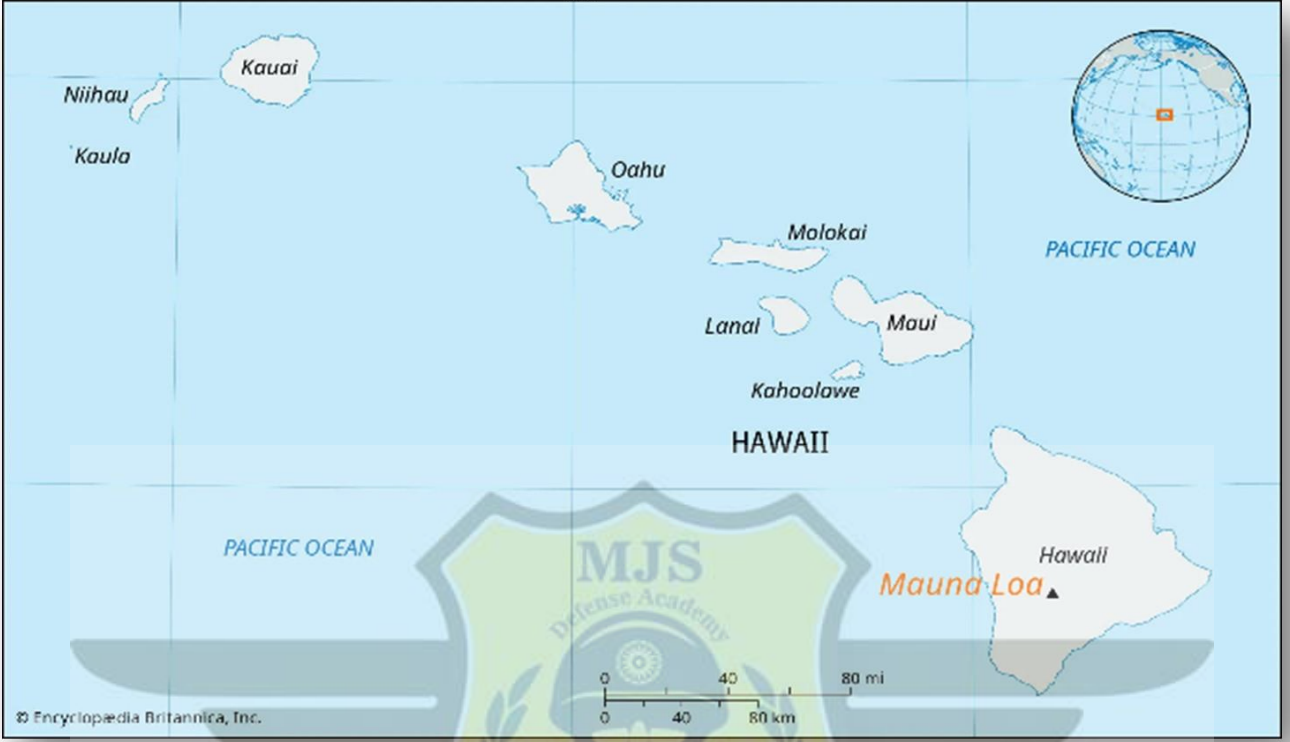 Kauai
Niihau
Kaula
Oahu
Molokai
PACIFIC OCEAN
Lanai
Maui
Kahoolawe
HAWAII
PACIFIC OCEAN
Hawaii
Mauna Loa
MJS
Defense Academy
0 40 80 mi
0 40 80 km
© Encyclopædia Britannica, Inc.